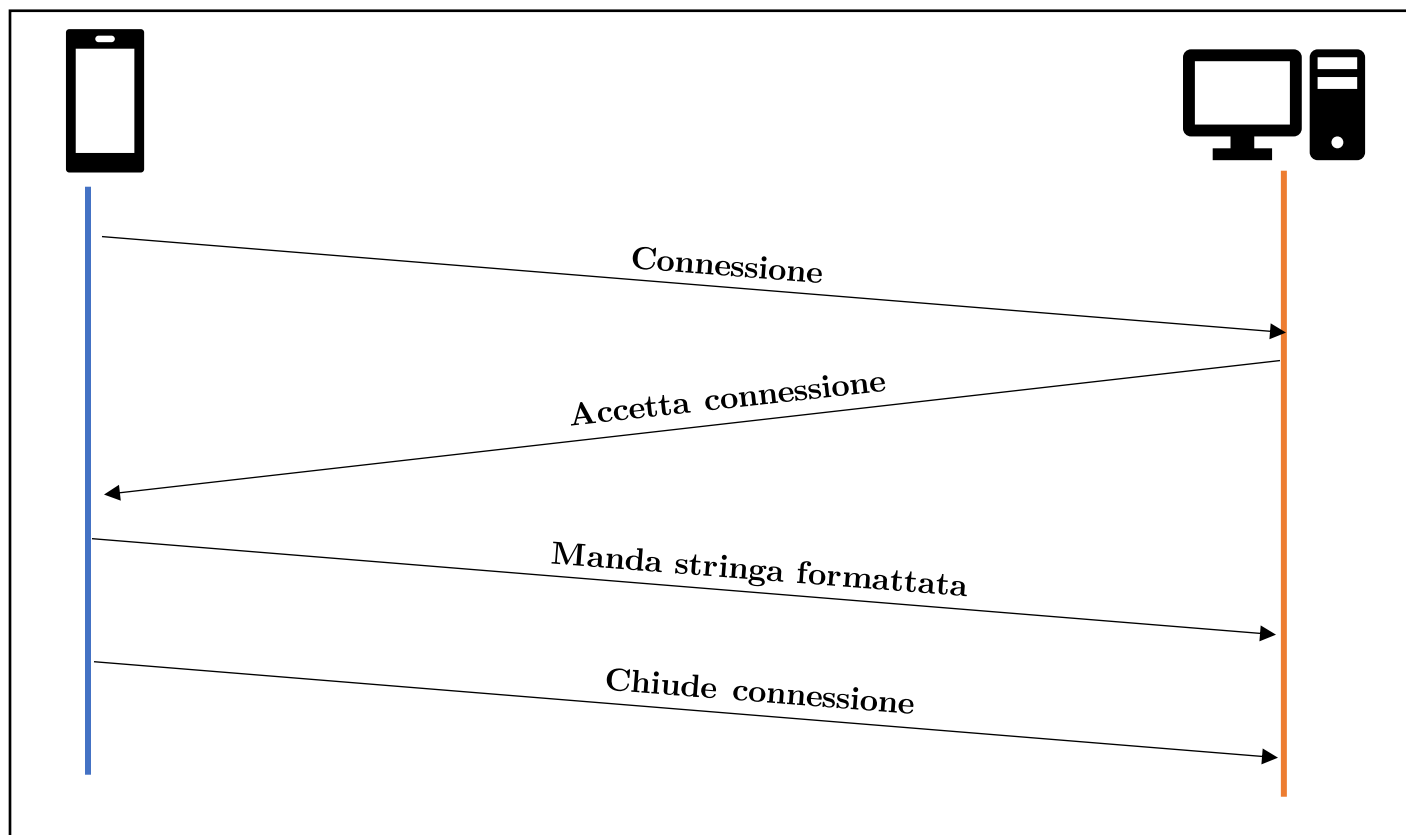 Connessione
Accetta connessione
Manda stringa formattata
Chiude connessione